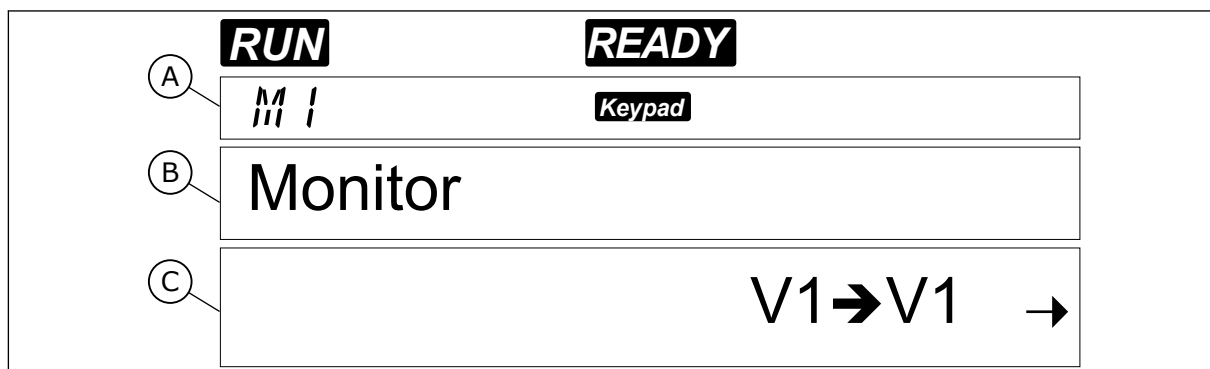 RUN READY
A M1 Keypad
B Monitor
C V1➔V1 →